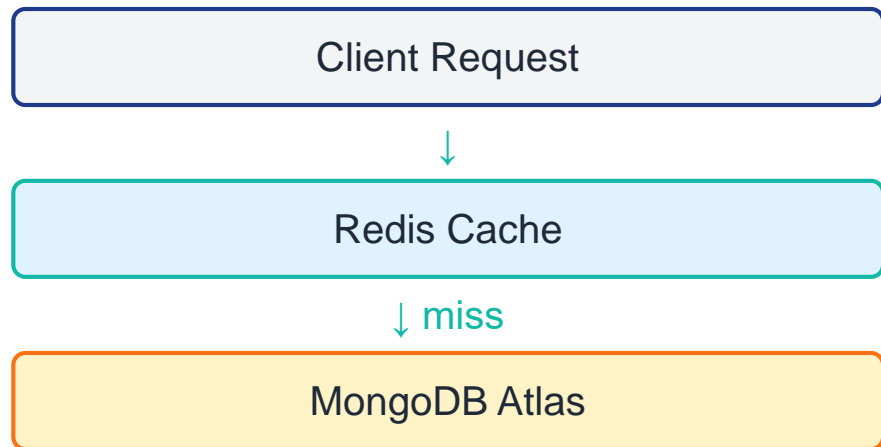 Client Request
↓
Redis Cache
↓ miss
MongoDB Atlas